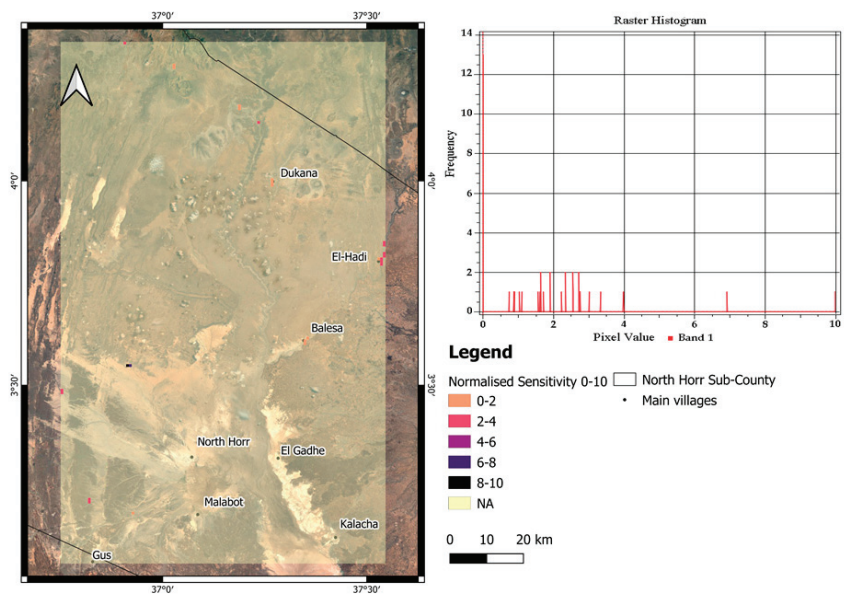 37°0'
37°30'
4°0'
4°0'
3°30'
3°30'
37°0'
37°30'
Dukana
El-Hadi
Balesa
North Horr
El Gadhe
Malabot
Kalacha
Gus
Raster Histogram
Frequency
14
12
10
8
6
4
2
0
0
2
4
6
8
10
Pixel Value
Band 1
Legend
Normalised Sensitivity 0-10
0-2
2-4
4-6
6-8
8-10
NA
North Horr Sub-County
Main villages
0 10 20 km